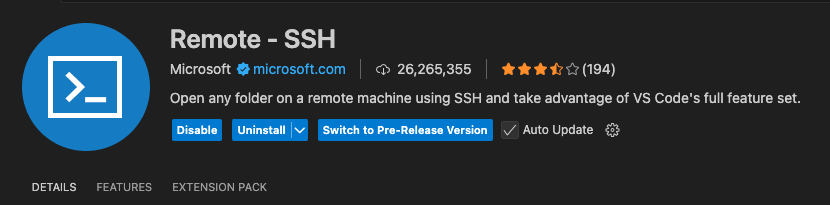 Remote - SSH
Microsoft microsoft.com 26,265,355 (194)
Open any folder on a remote machine using SSH and take advantage of VS Code's full feature set.
Disable Uninstall Switch to Pre-Release Version Auto Update
DETAILS FEATURES EXTENSION PACK